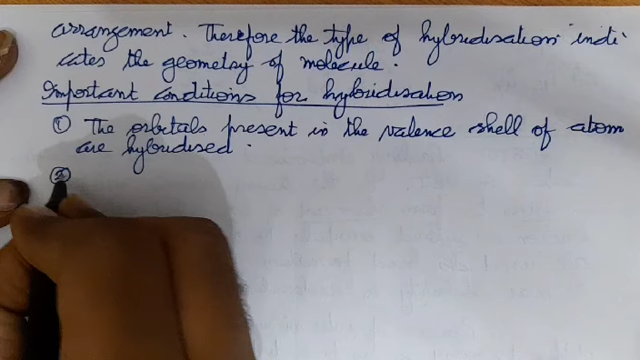 arrangement. Therefore the type of hybridisation indi-
cates the geometry of molecule.
Important conditions for hybridisation
① The orbitals present in the valence shell of atom
are hybridised.
②